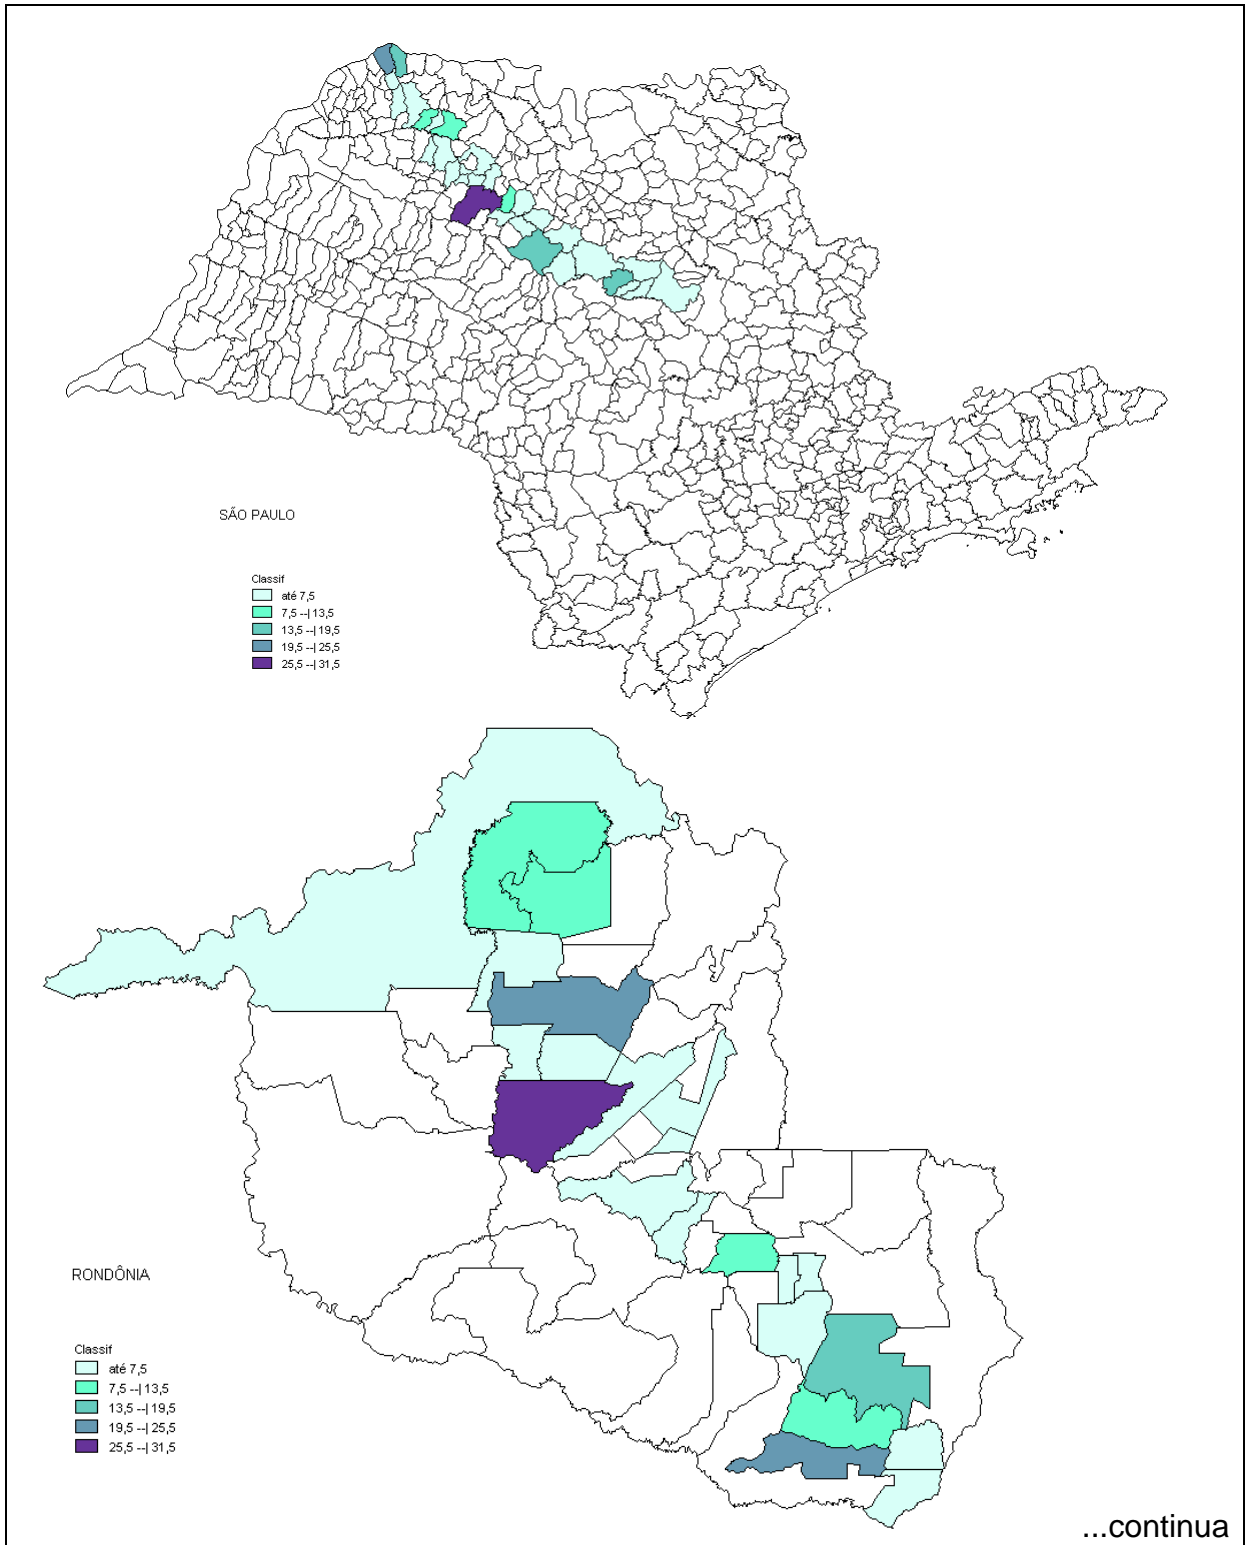 SÃO PAULO
Classif
até 7,5
7,5 --| 13,5
13,5 --| 19,5
19,5 --| 25,5
25,5 --| 31,5
RONDÔNIA
Classif
até 7,5
7,5 --| 13,5
13,5 --| 19,5
19,5 --| 25,5
25,5 --| 31,5
...continua